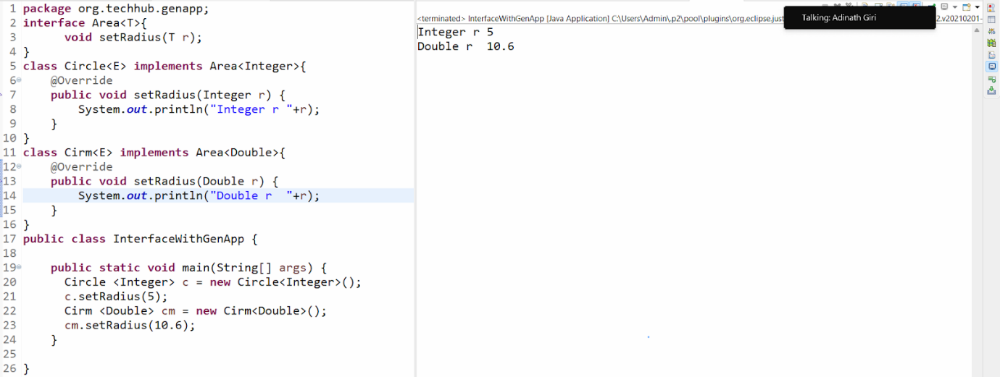 1 package org.techhub.genapp;
2 interface Area<T>{
3 void setRadius(T r);
4 }
5 class Circle<E> implements Area<Integer>{
6 @Override
7 public void setRadius(Integer r) {
8 System.out.println("Integer r "+r);
9 }
10 }
11 class Cirm<E> implements Area<Double>{
12 @Override
13 public void setRadius(Double r) {
14 System.out.println("Double r  "+r);
15 }
16 }
17 public class InterfaceWithGenApp {
18
19 public static void main(String[] args) {
20 Circle <Integer> c = new Circle<Integer>();
21 c.setRadius(5);
22 Cirm <Double> cm = new Cirm<Double>();
23 cm.setRadius(10.6);
24 }
25
26 }
<terminated> InterfaceWithGenApp [Java Application] C:\Users\Admin\.p2\pool\plugins\org.eclipse.just
Talking: Adinath Giri
2.v20210201-
Integer r 5
Double r  10.6